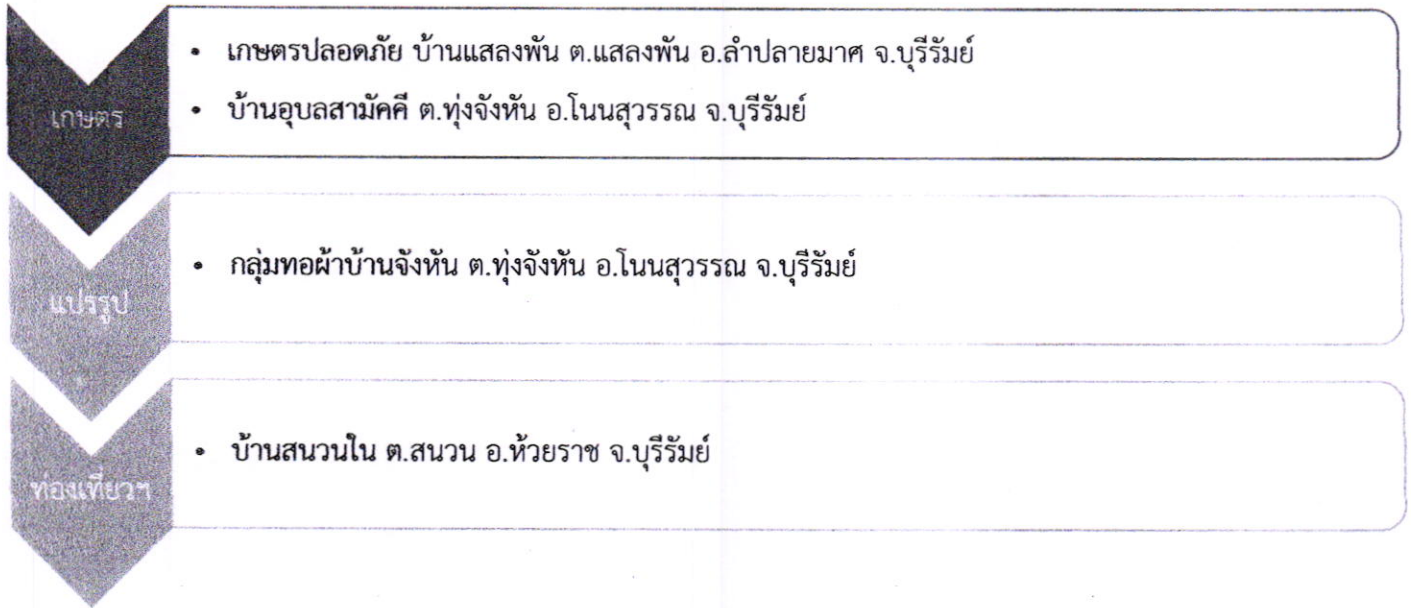 เกษตร
• เกษตรปลอดภัย บ้านแสลงพัน ต.แสลงพัน อ.ลำปลายมาศ จ.บุรีรัมย์
• บ้านอุบลสามัคคี ต.ทุ่งจังหัน อ.โนนสุวรรณ จ.บุรีรัมย์
แปรรูป
• กลุ่มทอผ้าบ้านจังหัน ต.ทุ่งจังหัน อ.โนนสุวรรณ จ.บุรีรัมย์
ท่องเที่ยวฯ
• บ้านสนวนใน ต.สนวน อ.ห้วยราช จ.บุรีรัมย์